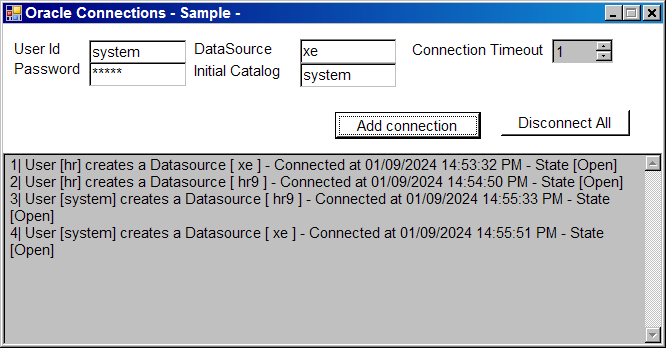 Oracle Connections - Sample -
User Id system DataSource xe Connection Timeout 1
Password ***** Initial Catalog system
Add connection Disconnect All
1| User [hr] creates a Datasource [ xe ] - Connected at 01/09/2024 14:53:32 PM - State [Open]
2| User [hr] creates a Datasource [ hr9 ] - Connected at 01/09/2024 14:54:50 PM - State [Open]
3| User [system] creates a Datasource [ hr9 ] - Connected at 01/09/2024 14:55:33 PM - State
[Open]
4| User [system] creates a Datasource [ xe ] - Connected at 01/09/2024 14:55:51 PM - State
[Open]